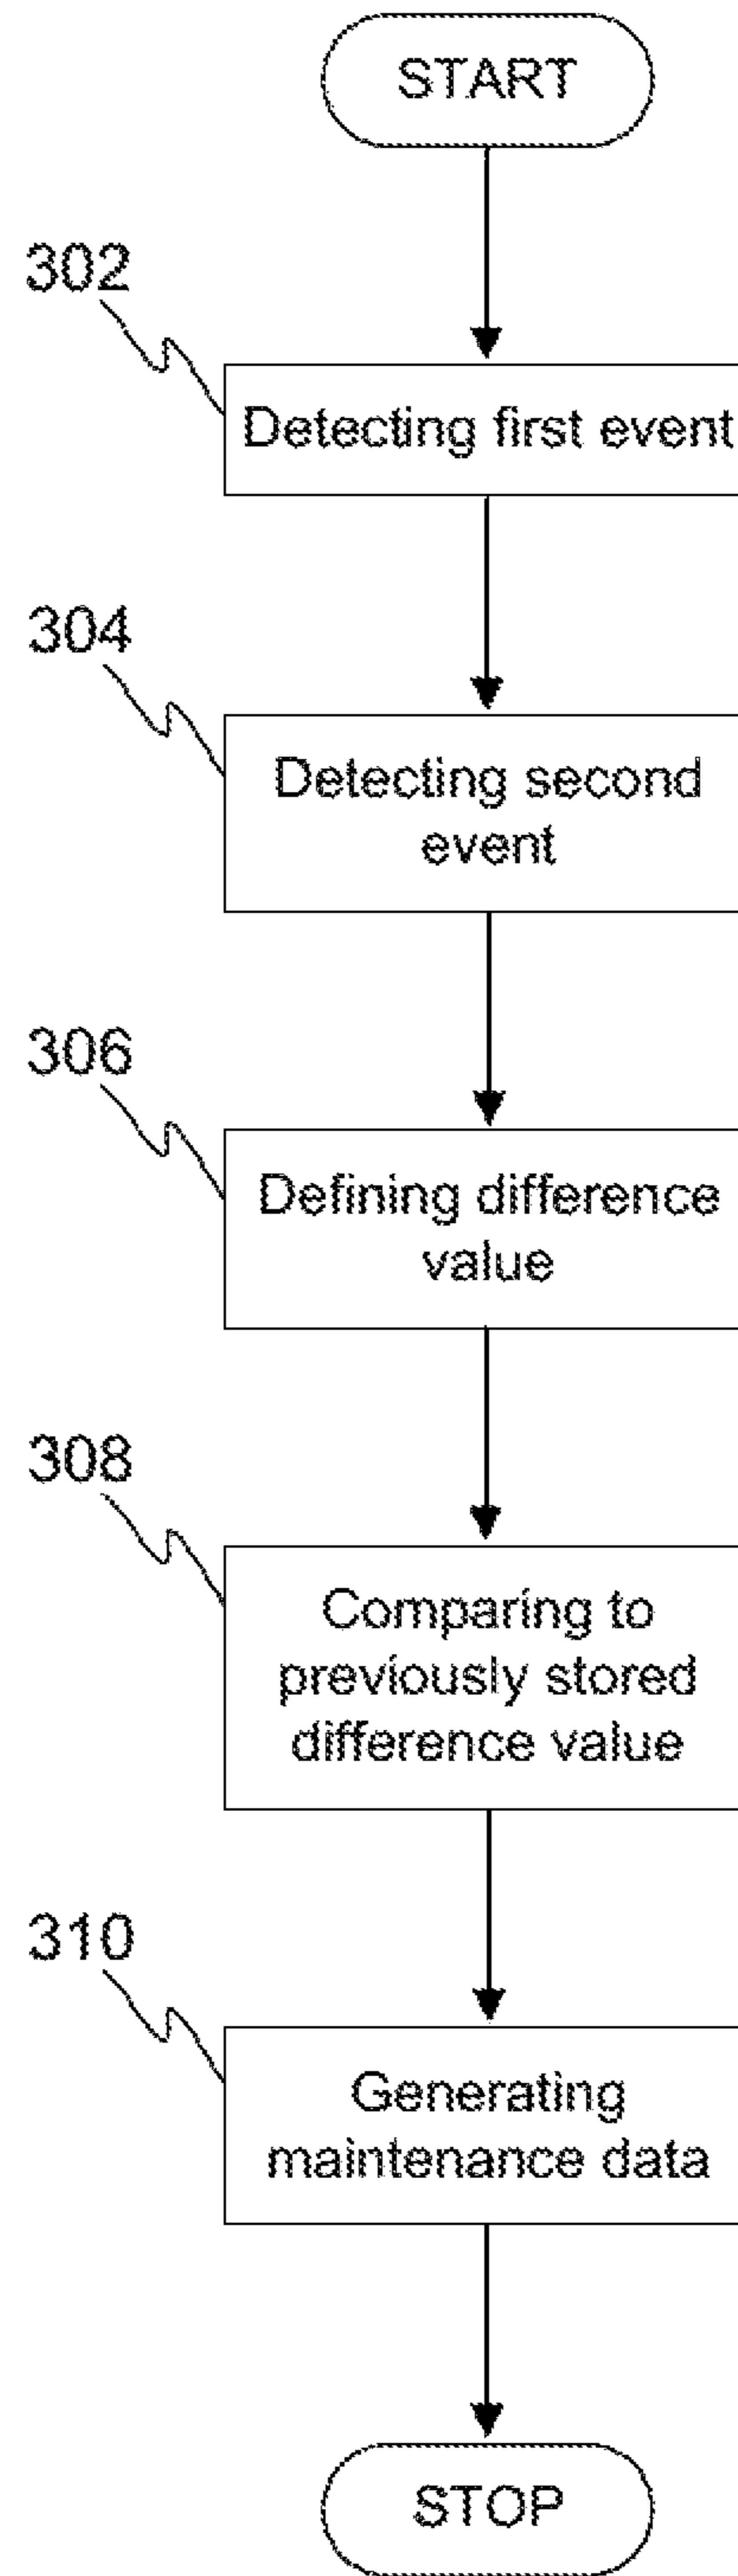 START
302
Detecting first event
304
Detecting second
event
306
Defining difference
value
308
Comparing to
previously stored
difference value
310
Generating
maintenance data
STOP